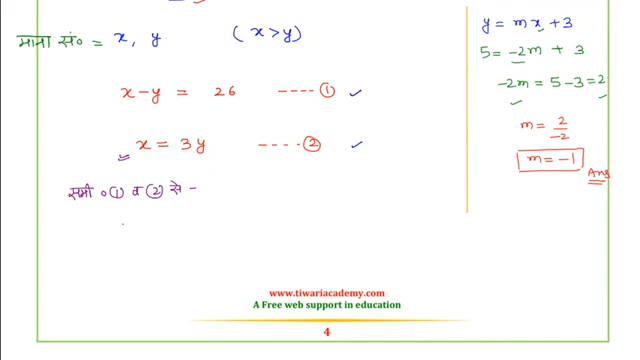 माना सं० = x, y (x > y)
x - y = 26 ---- ①
x = 3y ---- ②
समी ० ① व ② से -
y = mx + 3
5 = -2m + 3
-2m = 5 - 3 = 2
m = 2/-2
m = -1
Ans
www.tiwariacademy.com
A Free web support in education
4